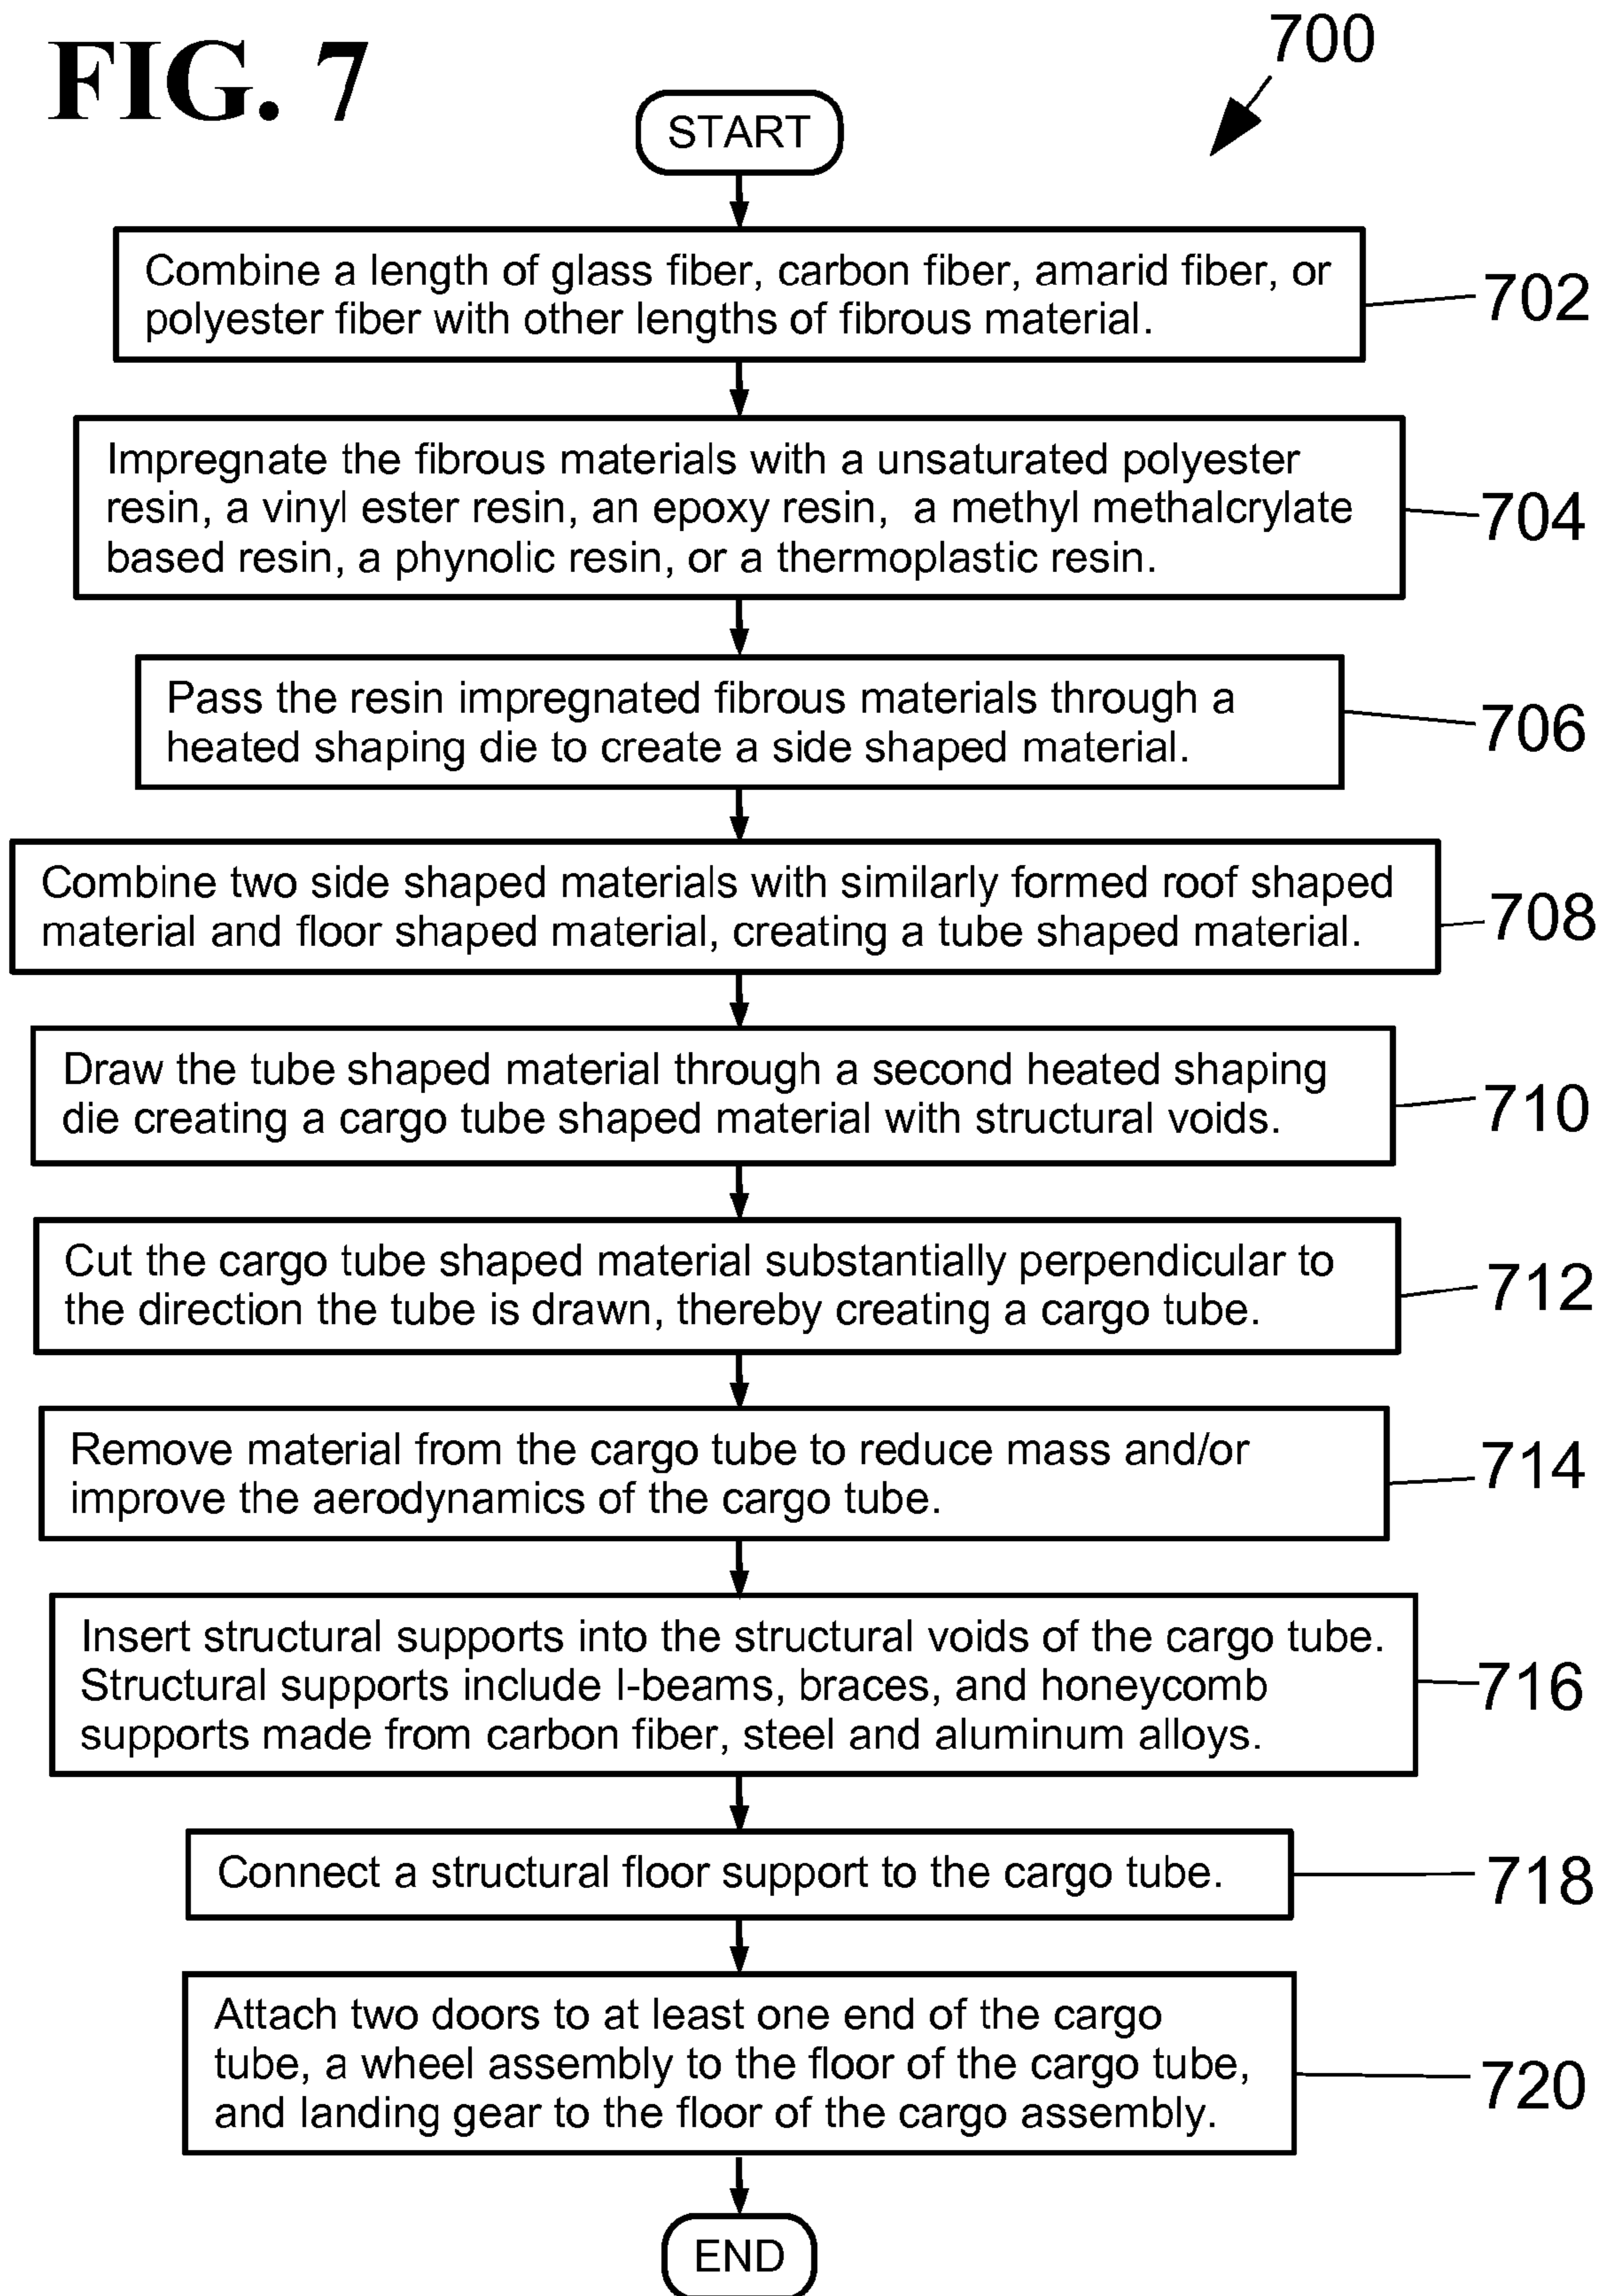 FIG. 7
700
START
Combine a length of glass fiber, carbon fiber, amarid fiber, or
polyester fiber with other lengths of fibrous material.
702
Impregnate the fibrous materials with a unsaturated polyester
resin, a vinyl ester resin, an epoxy resin, a methyl methalcrylate
based resin, a phynolic resin, or a thermoplastic resin.
704
Pass the resin impregnated fibrous materials through a
heated shaping die to create a side shaped material.
706
Combine two side shaped materials with similarly formed roof shaped
material and floor shaped material, creating a tube shaped material.
708
Draw the tube shaped material through a second heated shaping
die creating a cargo tube shaped material with structural voids.
710
Cut the cargo tube shaped material substantially perpendicular to
the direction the tube is drawn, thereby creating a cargo tube.
712
Remove material from the cargo tube to reduce mass and/or
improve the aerodynamics of the cargo tube.
714
Insert structural supports into the structural voids of the cargo tube.
Structural supports include I-beams, braces, and honeycomb
supports made from carbon fiber, steel and aluminum alloys.
716
Connect a structural floor support to the cargo tube.
718
Attach two doors to at least one end of the cargo
tube, a wheel assembly to the floor of the cargo tube,
and landing gear to the floor of the cargo assembly.
720
END